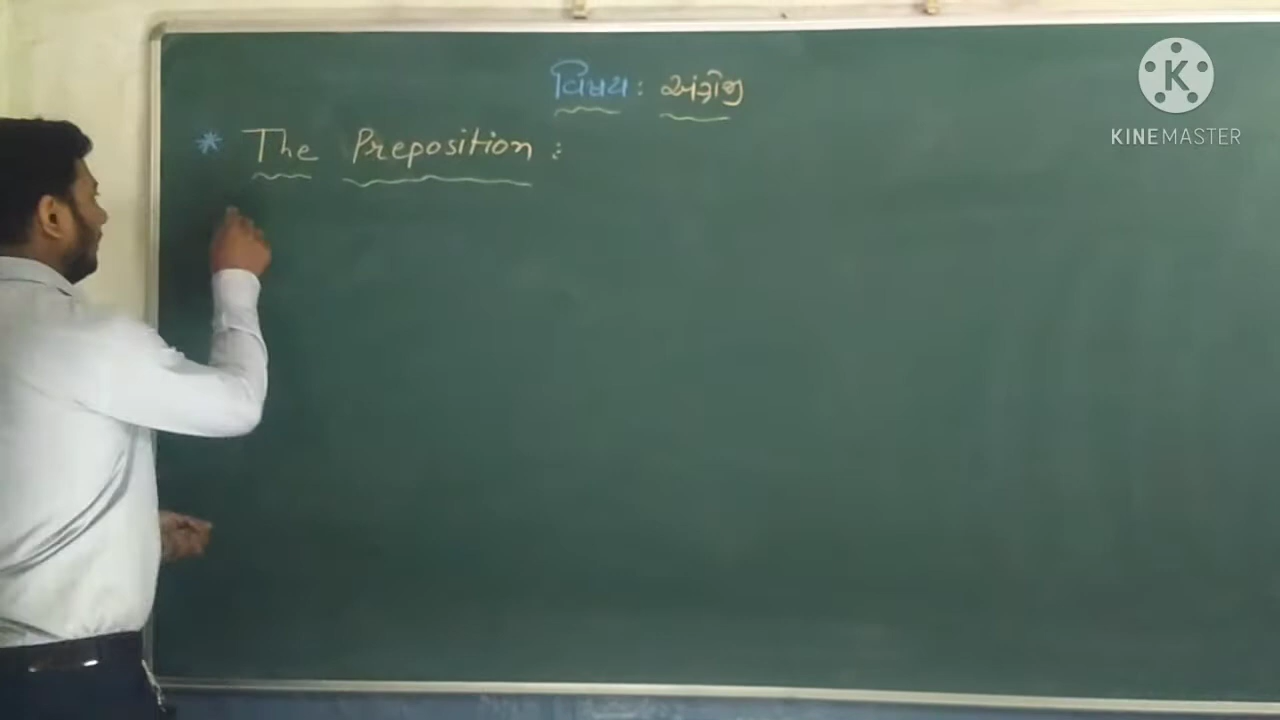 વિષય : અંગ્રેજી
* The Preposition :
K
KINEMASTER